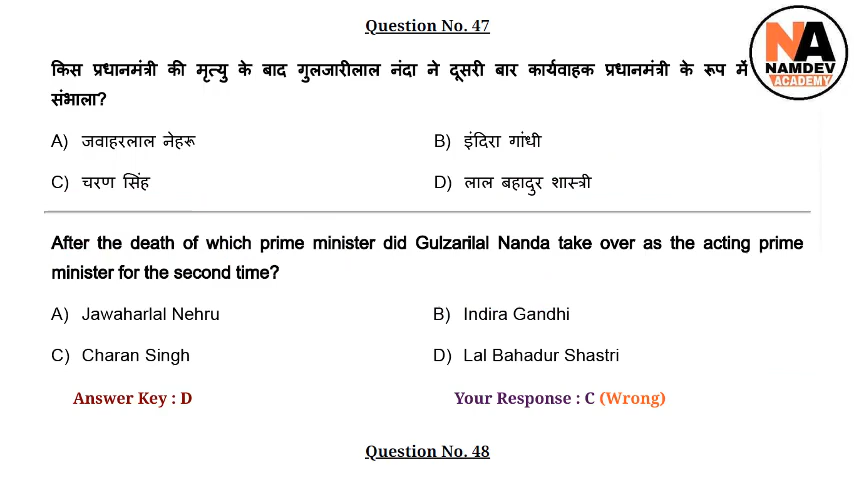 Question No. 47
किस प्रधानमंत्री की मृत्यु के बाद गुलजारीलाल नंदा ने दूसरी बार कार्यवाहक प्रधानमंत्री के रूप में
संभाला?
NA
NAMDEV
ACADEMY
A) जवाहरलाल नेहरू B) इंदिरा गांधी
C) चरण सिंह D) लाल बहादुर शास्त्री
After the death of which prime minister did Gulzarilal Nanda take over as the acting prime
minister for the second time?
A) Jawaharlal Nehru B) Indira Gandhi
C) Charan Singh D) Lal Bahadur Shastri
Answer Key : D Your Response : C (Wrong)
Question No. 48